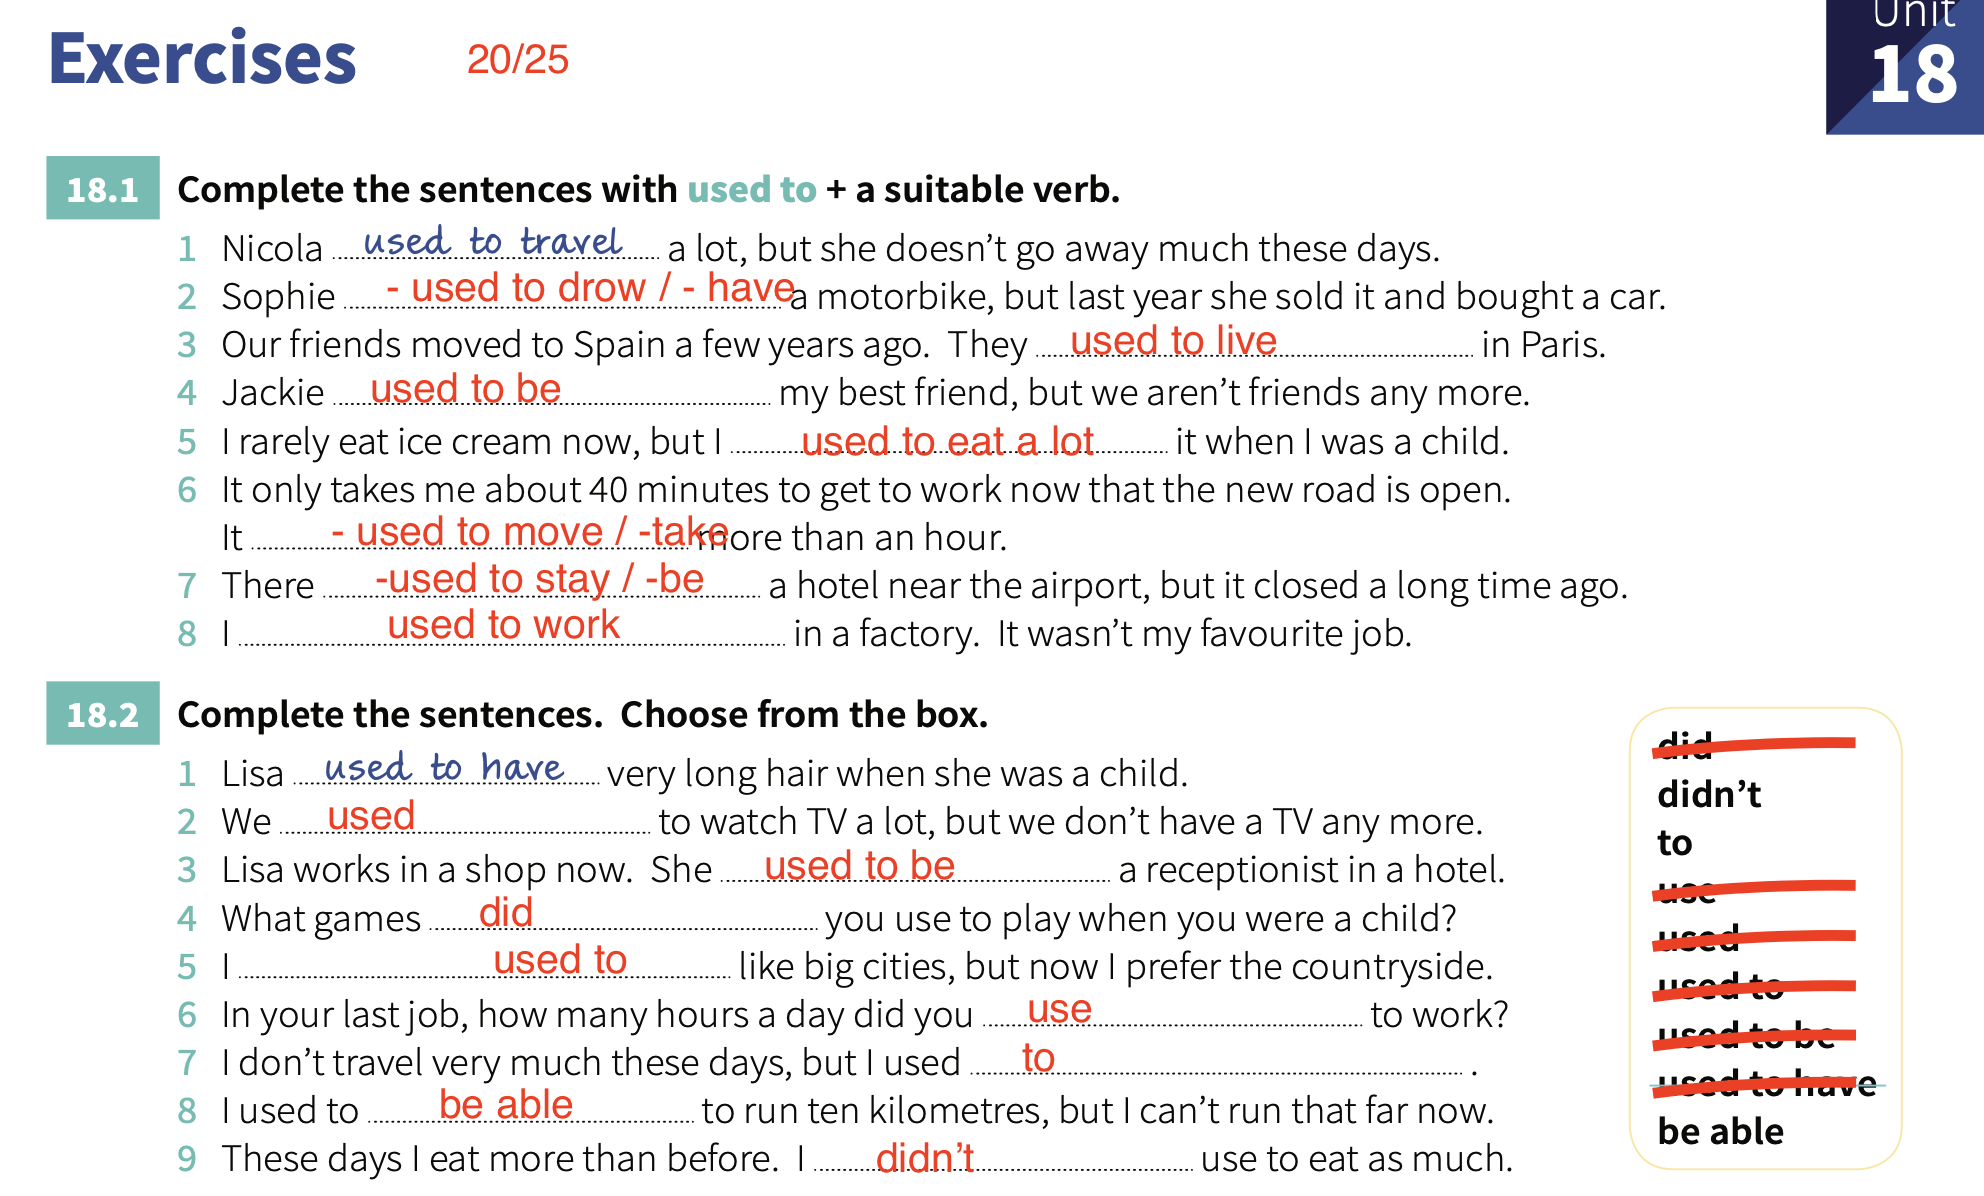 Exercises 20/25 Unit 18
18.1 Complete the sentences with used to + a suitable verb.
1 Nicola used to travel a lot, but she doesn't go away much these days.
2 Sophie - used to drow / - have a motorbike, but last year she sold it and bought a car.
3 Our friends moved to Spain a few years ago. They used to live in Paris.
4 Jackie used to be my best friend, but we aren't friends any more.
5 I rarely eat ice cream now, but I used to eat a lot it when I was a child.
6 It only takes me about 40 minutes to get to work now that the new road is open.
It - used to move / -take more than an hour.
7 There -used to stay / -be a hotel near the airport, but it closed a long time ago.
8 I used to work in a factory. It wasn't my favourite job.
18.2 Complete the sentences. Choose from the box.
1 Lisa used to have very long hair when she was a child.
2 We used to watch TV a lot, but we don't have a TV any more.
3 Lisa works in a shop now. She used to be a receptionist in a hotel.
4 What games did you use to play when you were a child?
5 I used to like big cities, but now I prefer the countryside.
6 In your last job, how many hours a day did you use to work?
7 I don't travel very much these days, but I used to .
8 I used to be able to run ten kilometres, but I can't run that far now.
9 These days I eat more than before. I didn't use to eat as much.
did
didn't
to
use
used
used to
used to be
used to have
be able